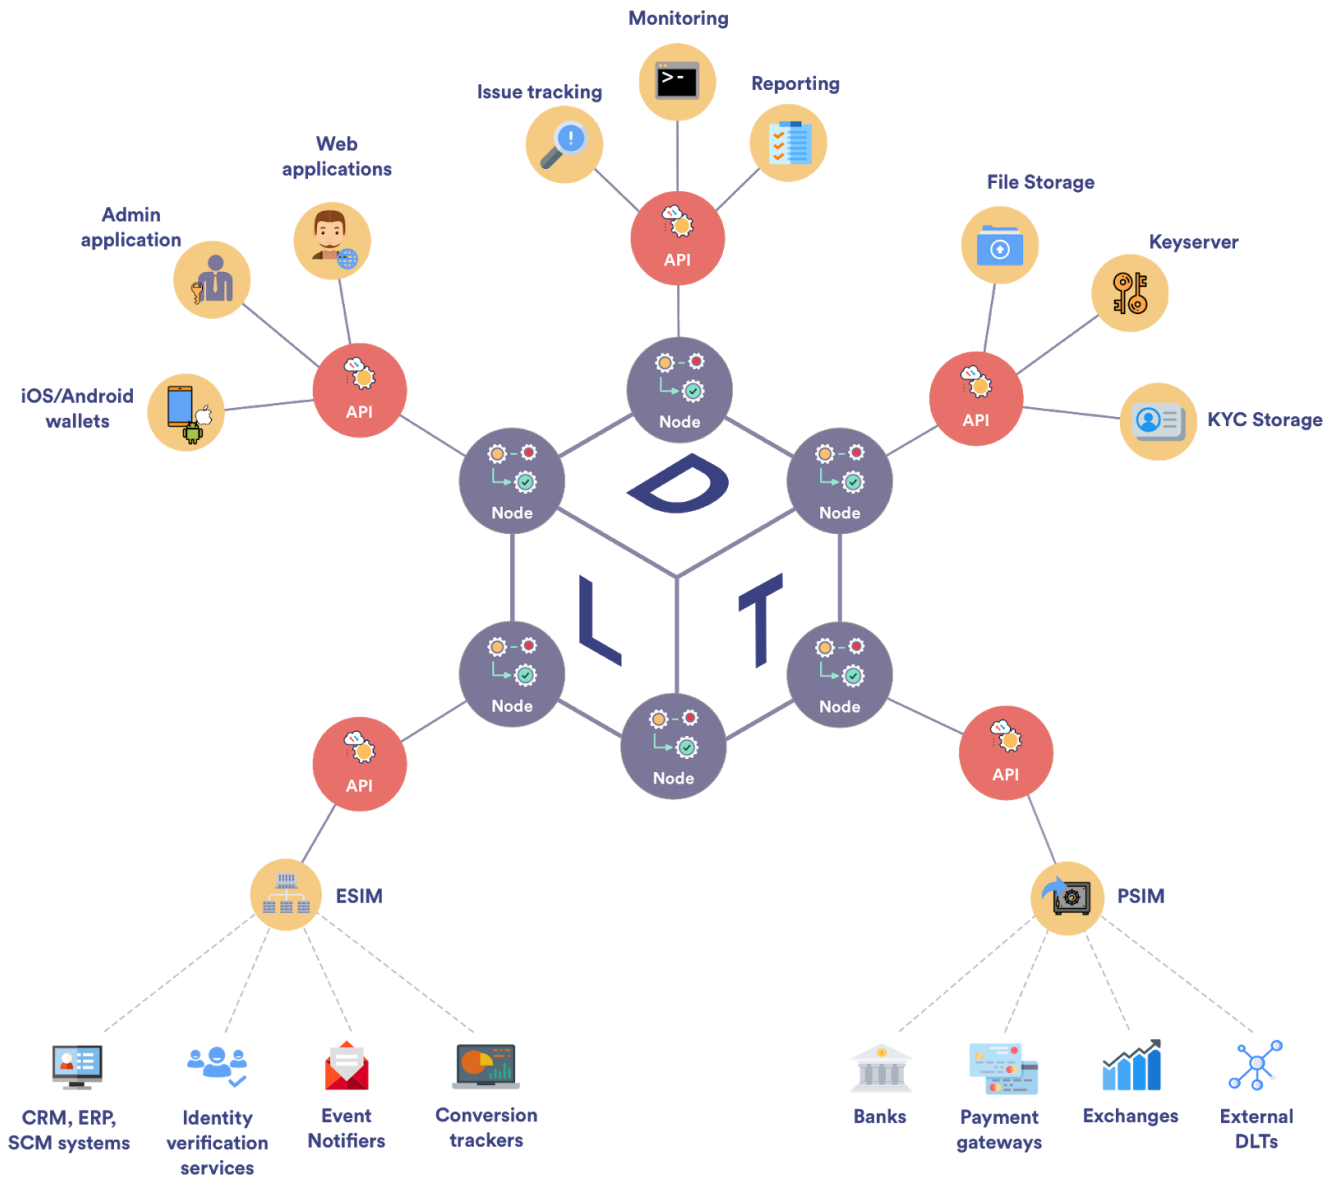 Monitoring
Issue tracking
Reporting
Web
applications
Admin
application
iOS/Android
wallets
File Storage
Keyserver
KYC Storage
API
API
API
Node
Node
Node
D
L
T
Node
Node
Node
API
API
ESIM
PSIM
CRM, ERP,
SCM systems
Identity
verification
services
Event
Notifiers
Conversion
trackers
Banks
Payment
gateways
Exchanges
External
DLTs